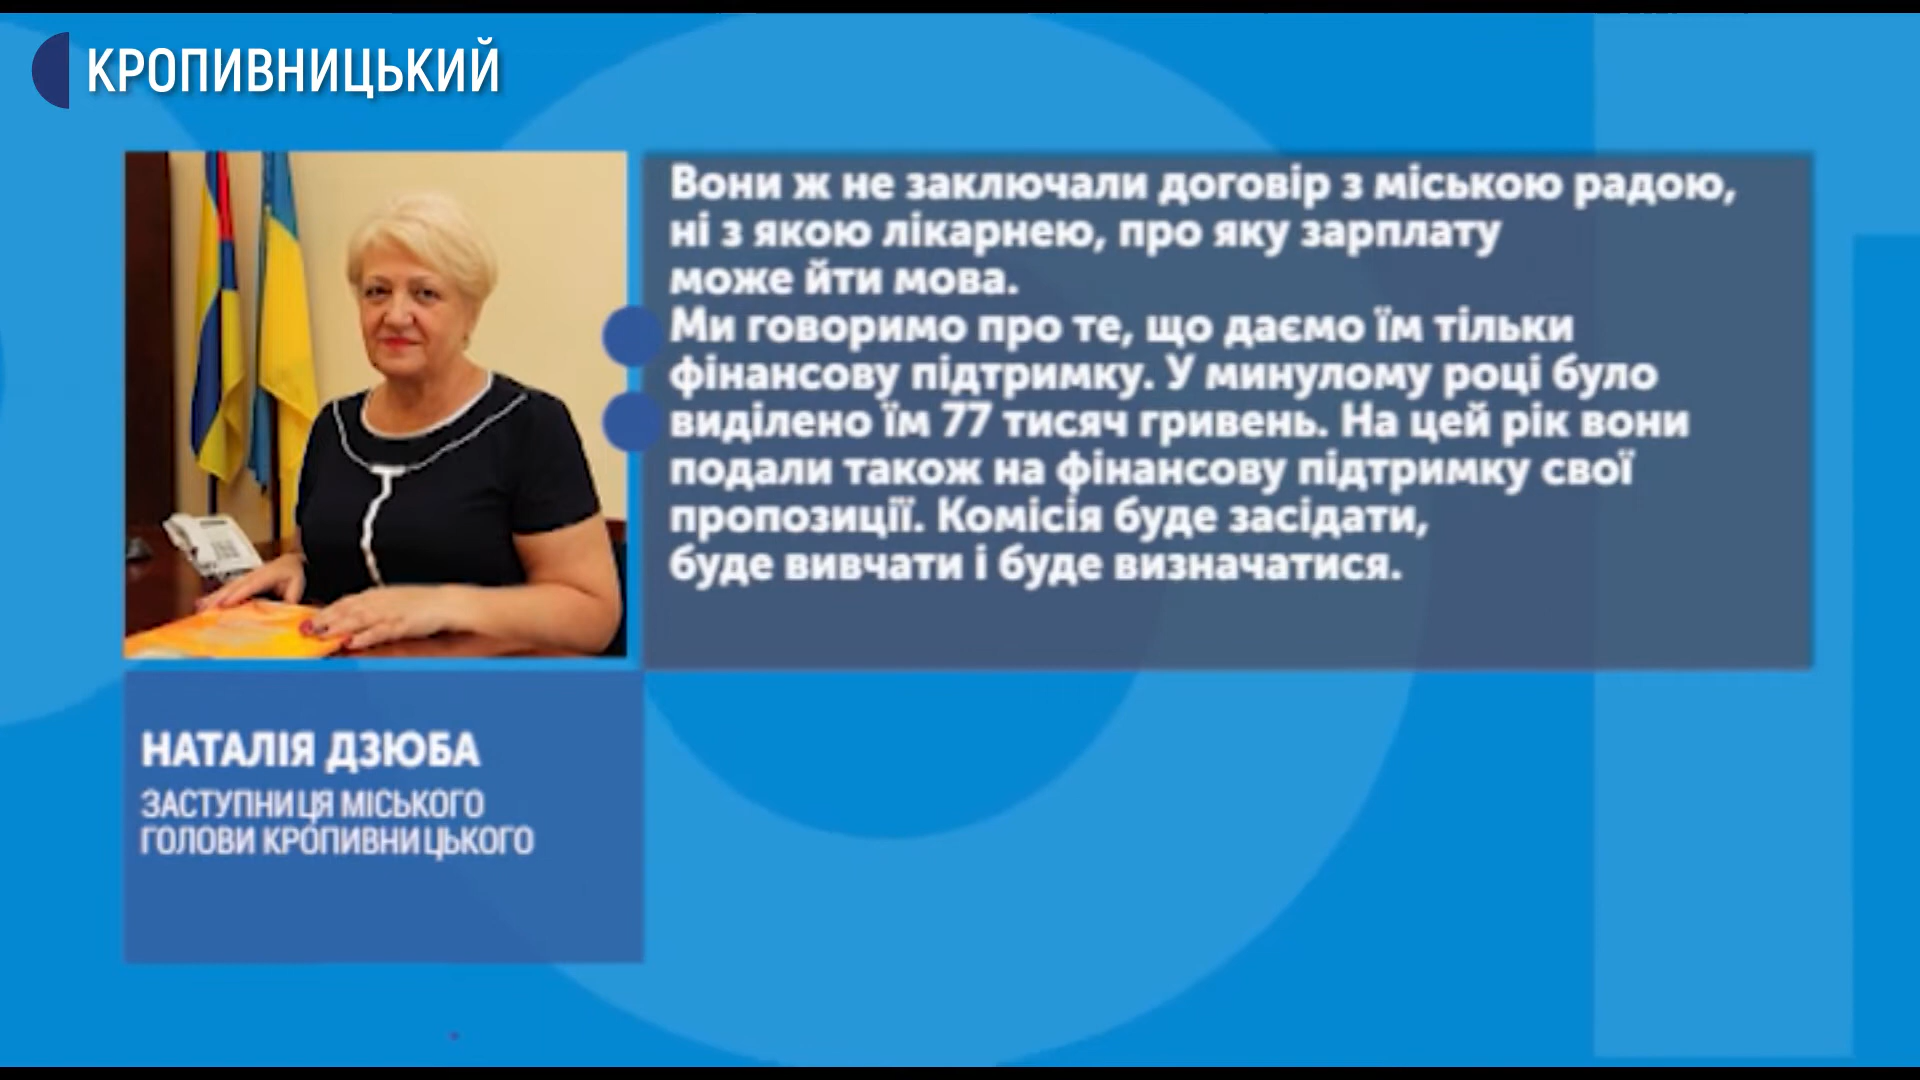 КРОПИВНИЦЬКИЙ
Вони ж не заключали договір з міською радою,
ні з якою лікарнею, про яку зарплату
може йти мова.
Ми говоримо про те, що даємо їм тільки
фінансову підтримку. У минулому році було
виділено їм 77 тисяч гривень. На цей рік вони
подали також на фінансову підтримку свої
пропозиції. Комісія буде засідати,
буде вивчати і буде визначатися.
НАТАЛІЯ ДЗЮБА
ЗАСТУПНИЦЯ МІСЬКОГО
ГОЛОВИ КРОПИВНИЦЬКОГО